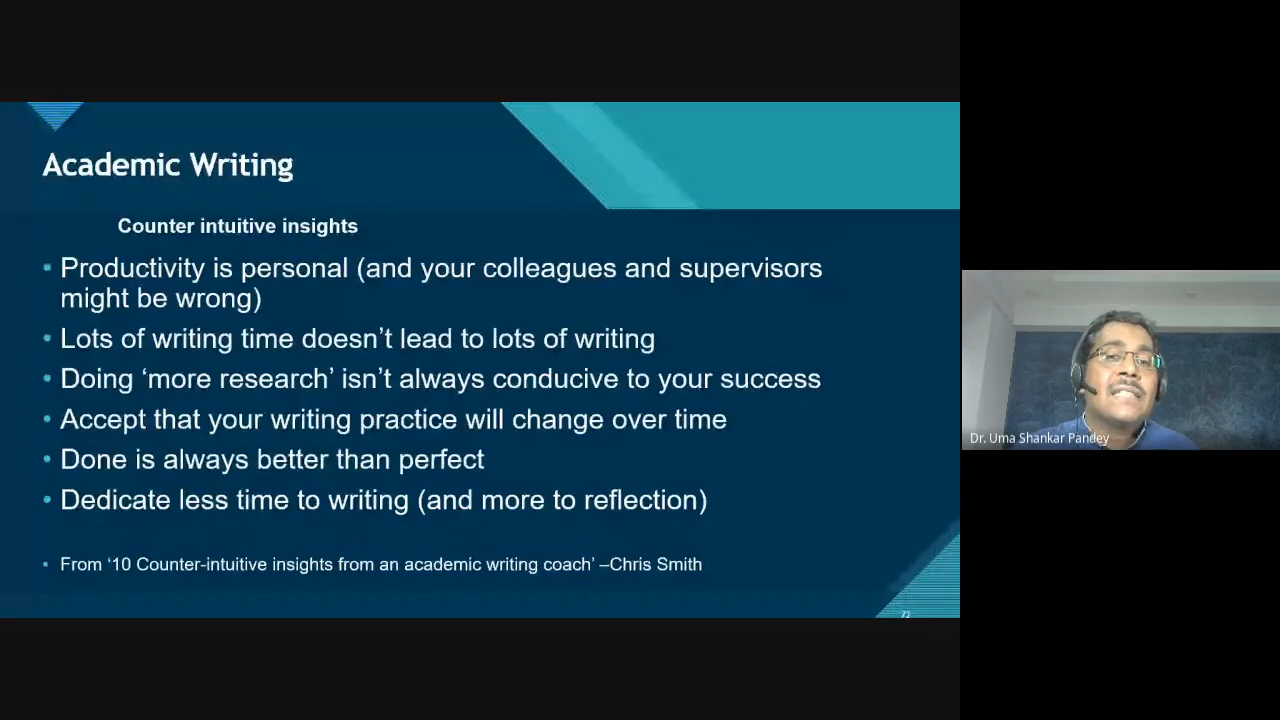 Academic Writing
Counter intuitive insights
• Productivity is personal (and your colleagues and supervisors
might be wrong)
• Lots of writing time doesn’t lead to lots of writing
• Doing ‘more research’ isn’t always conducive to your success
• Accept that your writing practice will change over time
• Done is always better than perfect
• Dedicate less time to writing (and more to reflection)
• From ‘10 Counter-intuitive insights from an academic writing coach’ –Chris Smith
Dr. Uma Shankar Pandey